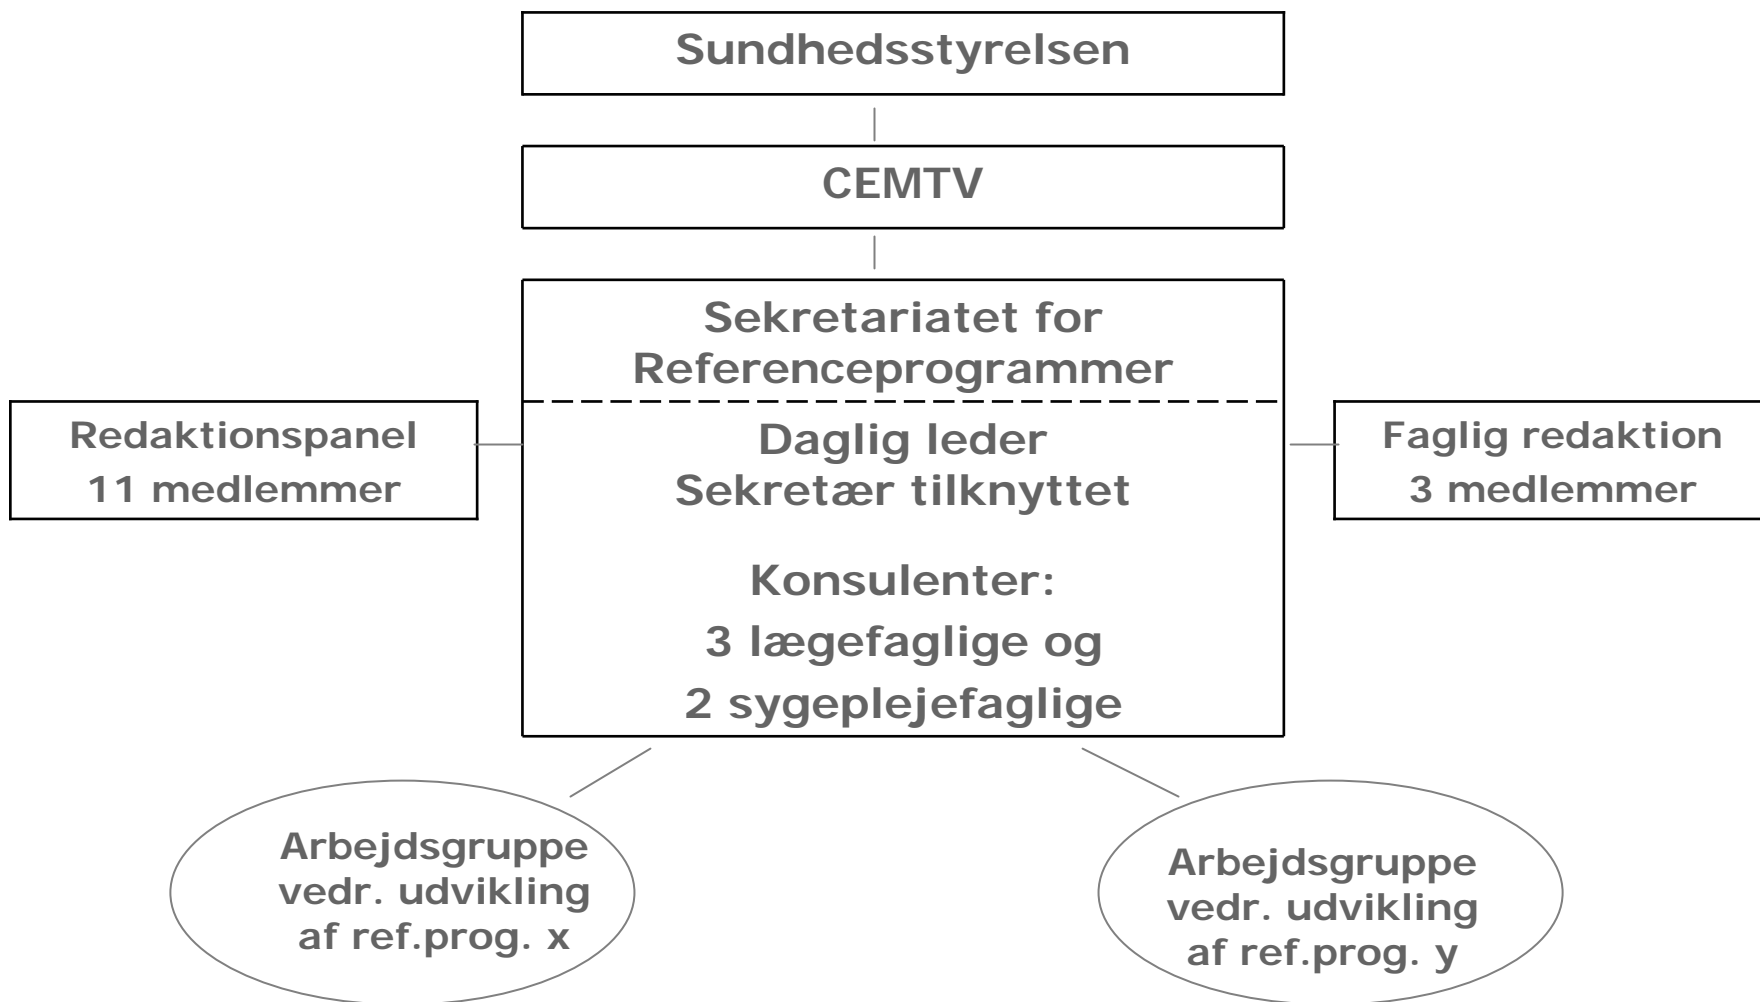 Sundhedsstyrelsen
CEMTV
Sekretariatet for
Referenceprogrammer
Redaktionspanel
11 medlemmer
Daglig leder
Sekretær tilknyttet
Konsulenter:
3 lægefaglige og
2 sygeplejefaglige
Faglig redaktion
3 medlemmer
Arbejdsgruppe
vedr. udvikling
af ref.prog. x
Arbejdsgruppe
vedr. udvikling
af ref.prog. y